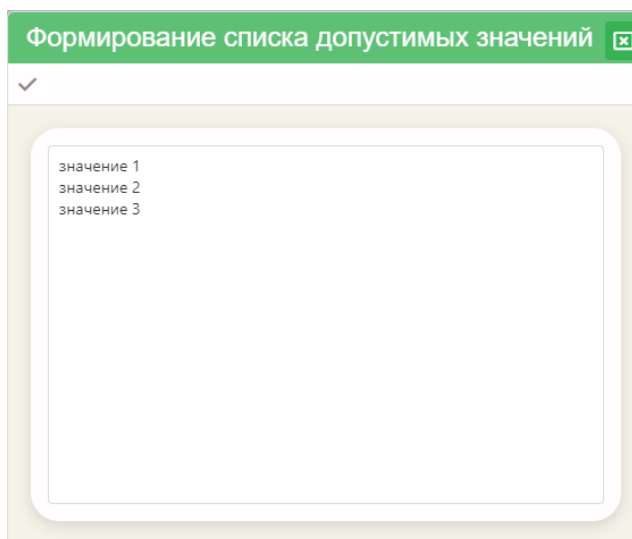 Формирование списка допустимых значений
значение 1
значение 2
значение 3